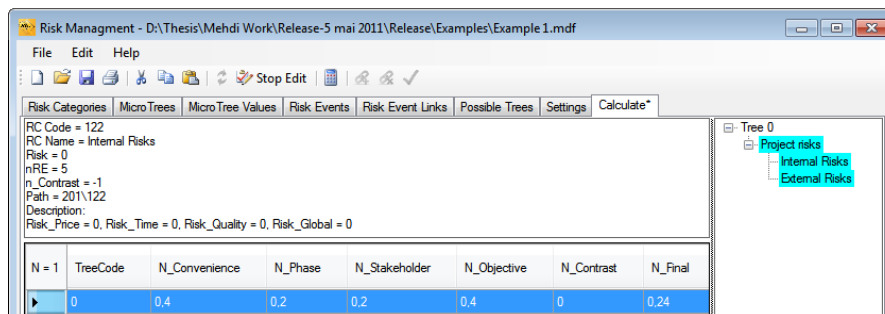 Risk Managment - D:\Thesis\Mehdi Work\Release-5 mai 2011\Release\Examples\Example1.mdf
File Edit Help
Stop Edit
Risk Categories MicroTrees MicroTree Values Risk Events Risk Event Links Possible Trees Settings Calculate*
RC Code = 122
RC Name = Internal Risks
Risk = 0
nRE = 5
n_Contrast = -1
Path = 201\122
Description:
Risk_Price = 0, Risk_Time = 0, Risk_Quality = 0, Risk_Global = 0
Tree 0
Project risks
Internal Risks
External Risks
N = 1 TreeCode N_Convenience N_Phase N_Stakeholder N_Objective N_Contrast N_Final
0 0,4 0,2 0,2 0,4 0 0,24